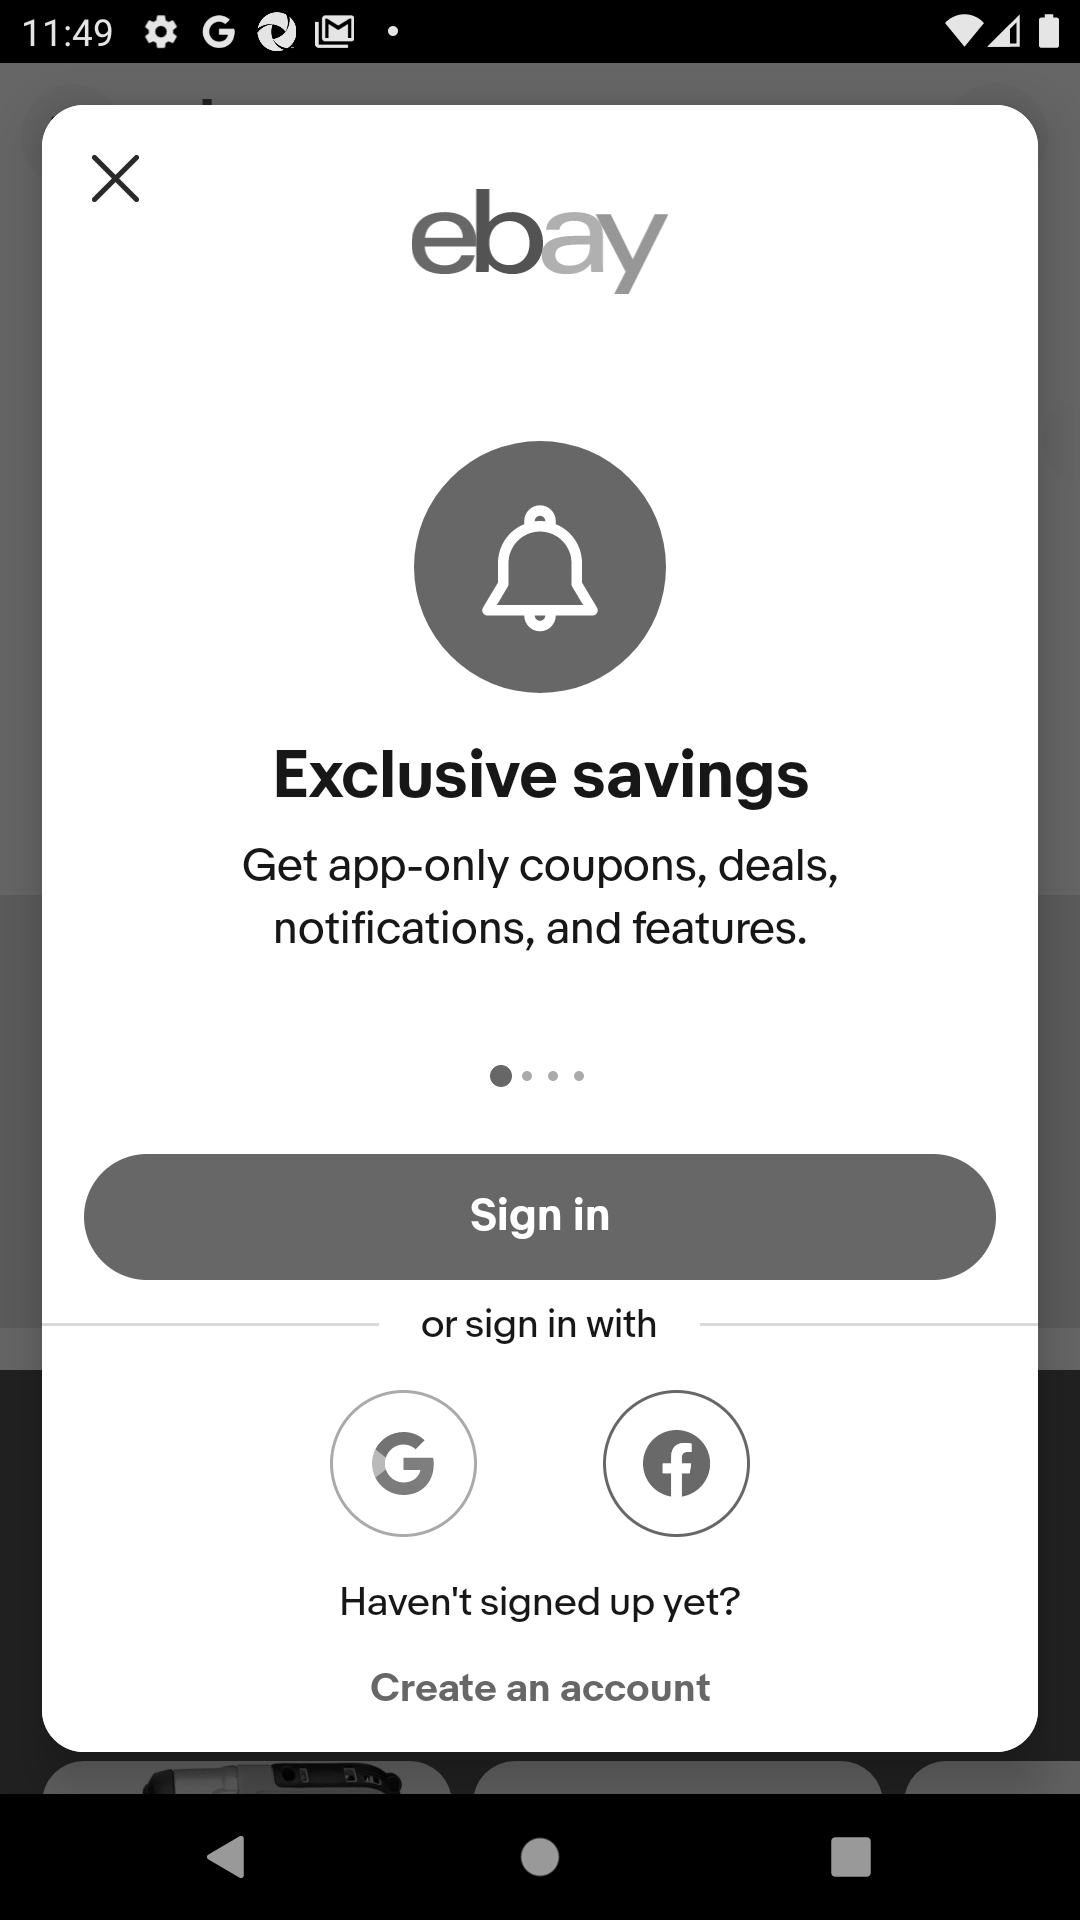 11:49
ebay
Exclusive savings
Get app-only coupons, deals,
notifications, and features.
Sign in
or sign in with
Haven't signed up yet?
Create an account